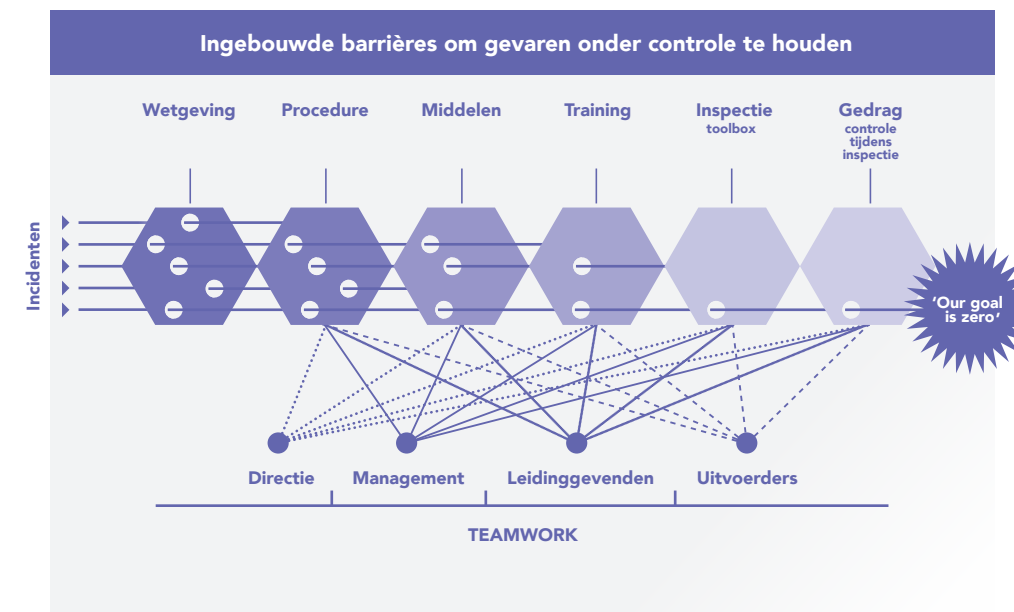 Ingebouwde barrières om gevaren onder controle te houden
Wetgeving
Procedure
Middelen
Training
Inspectie
toolbox
Gedrag
controle
tijdens
inspectie
Incidenten
‘Our goal
is zero’
Directie
Management
Leidinggevenden
Uitvoerders
TEAMWORK